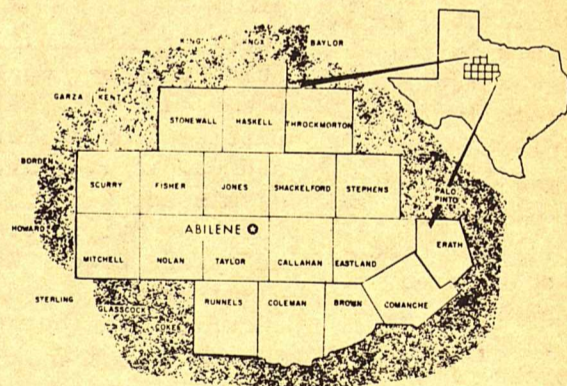 KING KNOX BAYLOR
GARZA KENT
STONEWALL HASKELL THROCKMORTON
BORDEN
SCURRY FISHER JONES SHACKELFORD STEPHENS
PALO
PINTO
HOWARD
ABILENE
ERATH
MITCHELL NOLAN TAYLOR CALLAHAN EASTLAND
STERLING
GLASSCOCK
RUNNELS COLEMAN BROWN COMANCHE
COKE